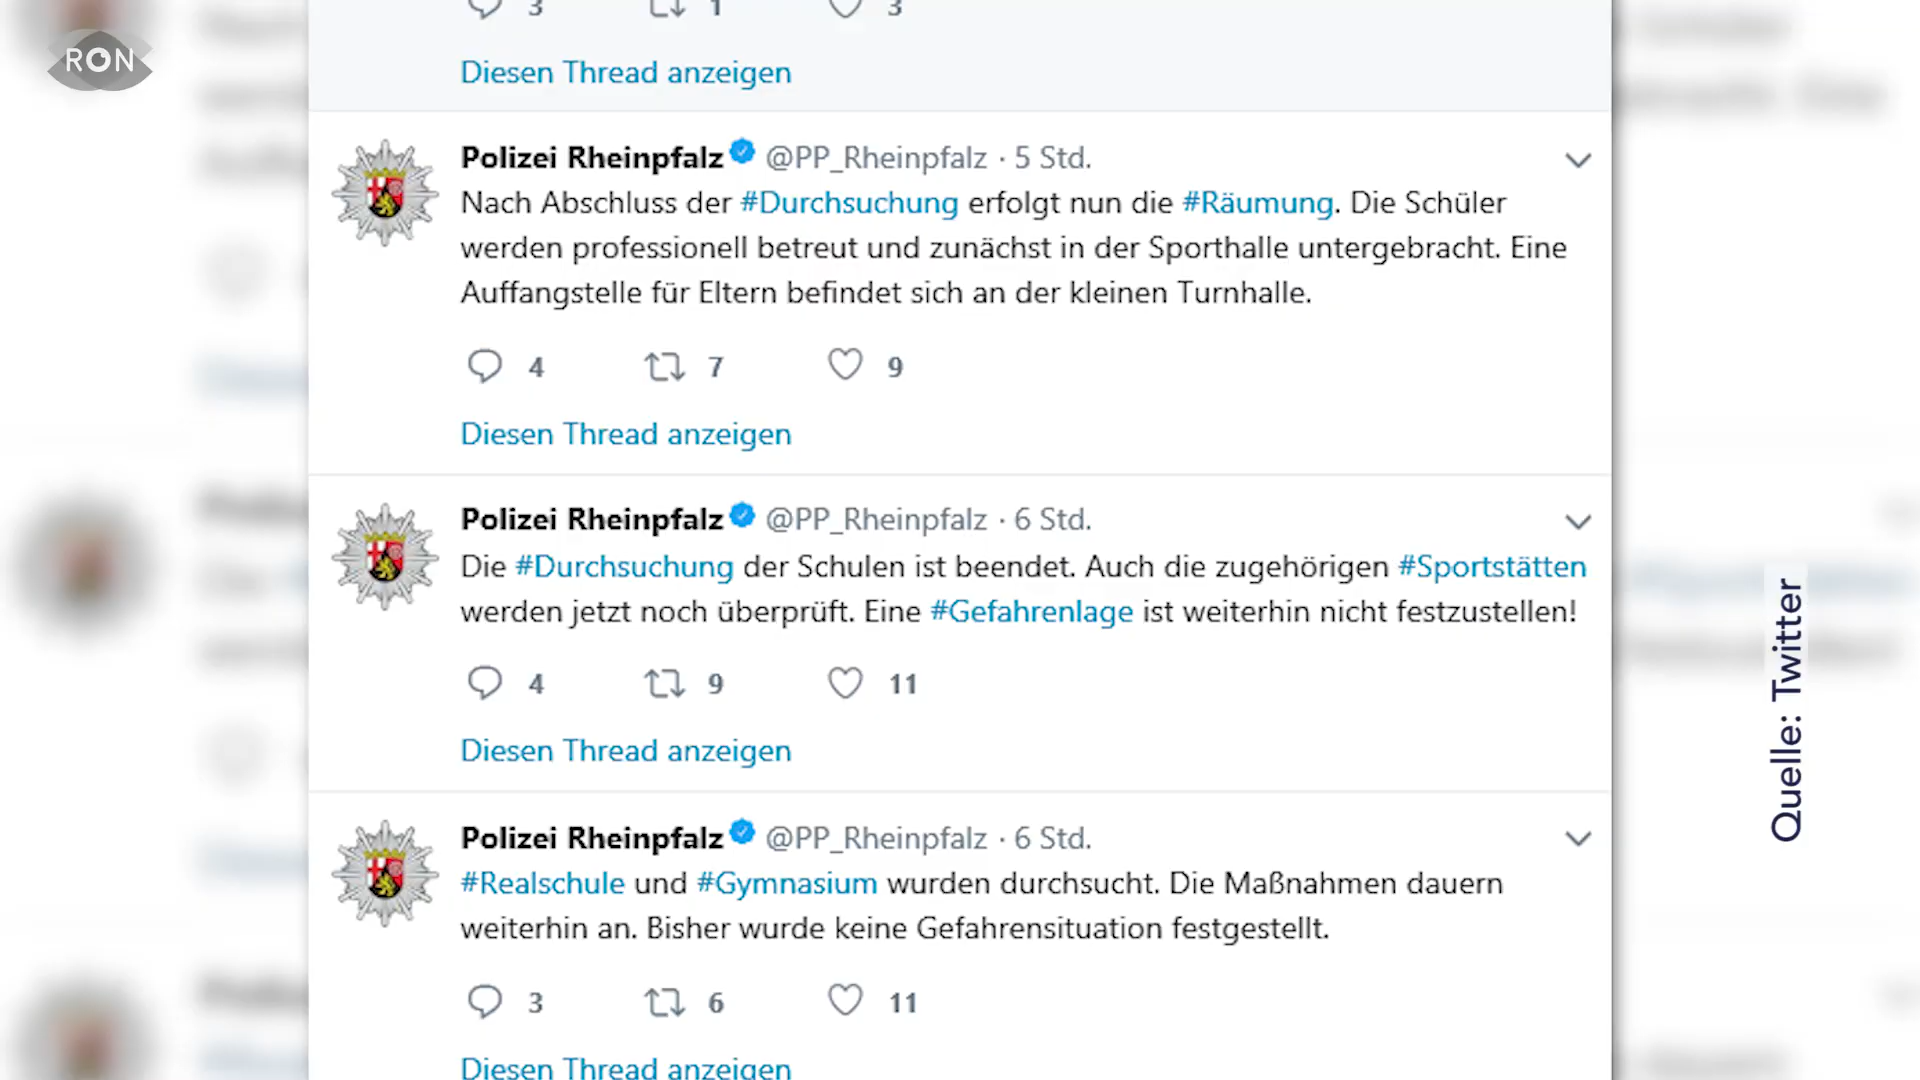 RON
3 1 3
Diesen Thread anzeigen
Polizei Rheinpfalz @PP_Rheinpfalz · 5 Std.
Nach Abschluss der #Durchsuchung erfolgt nun die #Räumung. Die Schüler
werden professionell betreut und zunächst in der Sporthalle untergebracht. Eine
Auffangstelle für Eltern befindet sich an der kleinen Turnhalle.
4 7 9
Diesen Thread anzeigen
Polizei Rheinpfalz @PP_Rheinpfalz · 6 Std.
Die #Durchsuchung der Schulen ist beendet. Auch die zugehörigen #Sportstätten
werden jetzt noch überprüft. Eine #Gefahrenlage ist weiterhin nicht festzustellen!
4 9 11
Diesen Thread anzeigen
Polizei Rheinpfalz @PP_Rheinpfalz · 6 Std.
#Realschule und #Gymnasium wurden durchsucht. Die Maßnahmen dauern
weiterhin an. Bisher wurde keine Gefahrensituation festgestellt.
3 6 11
Diesen Thread anzeigen
Quelle: Twitter